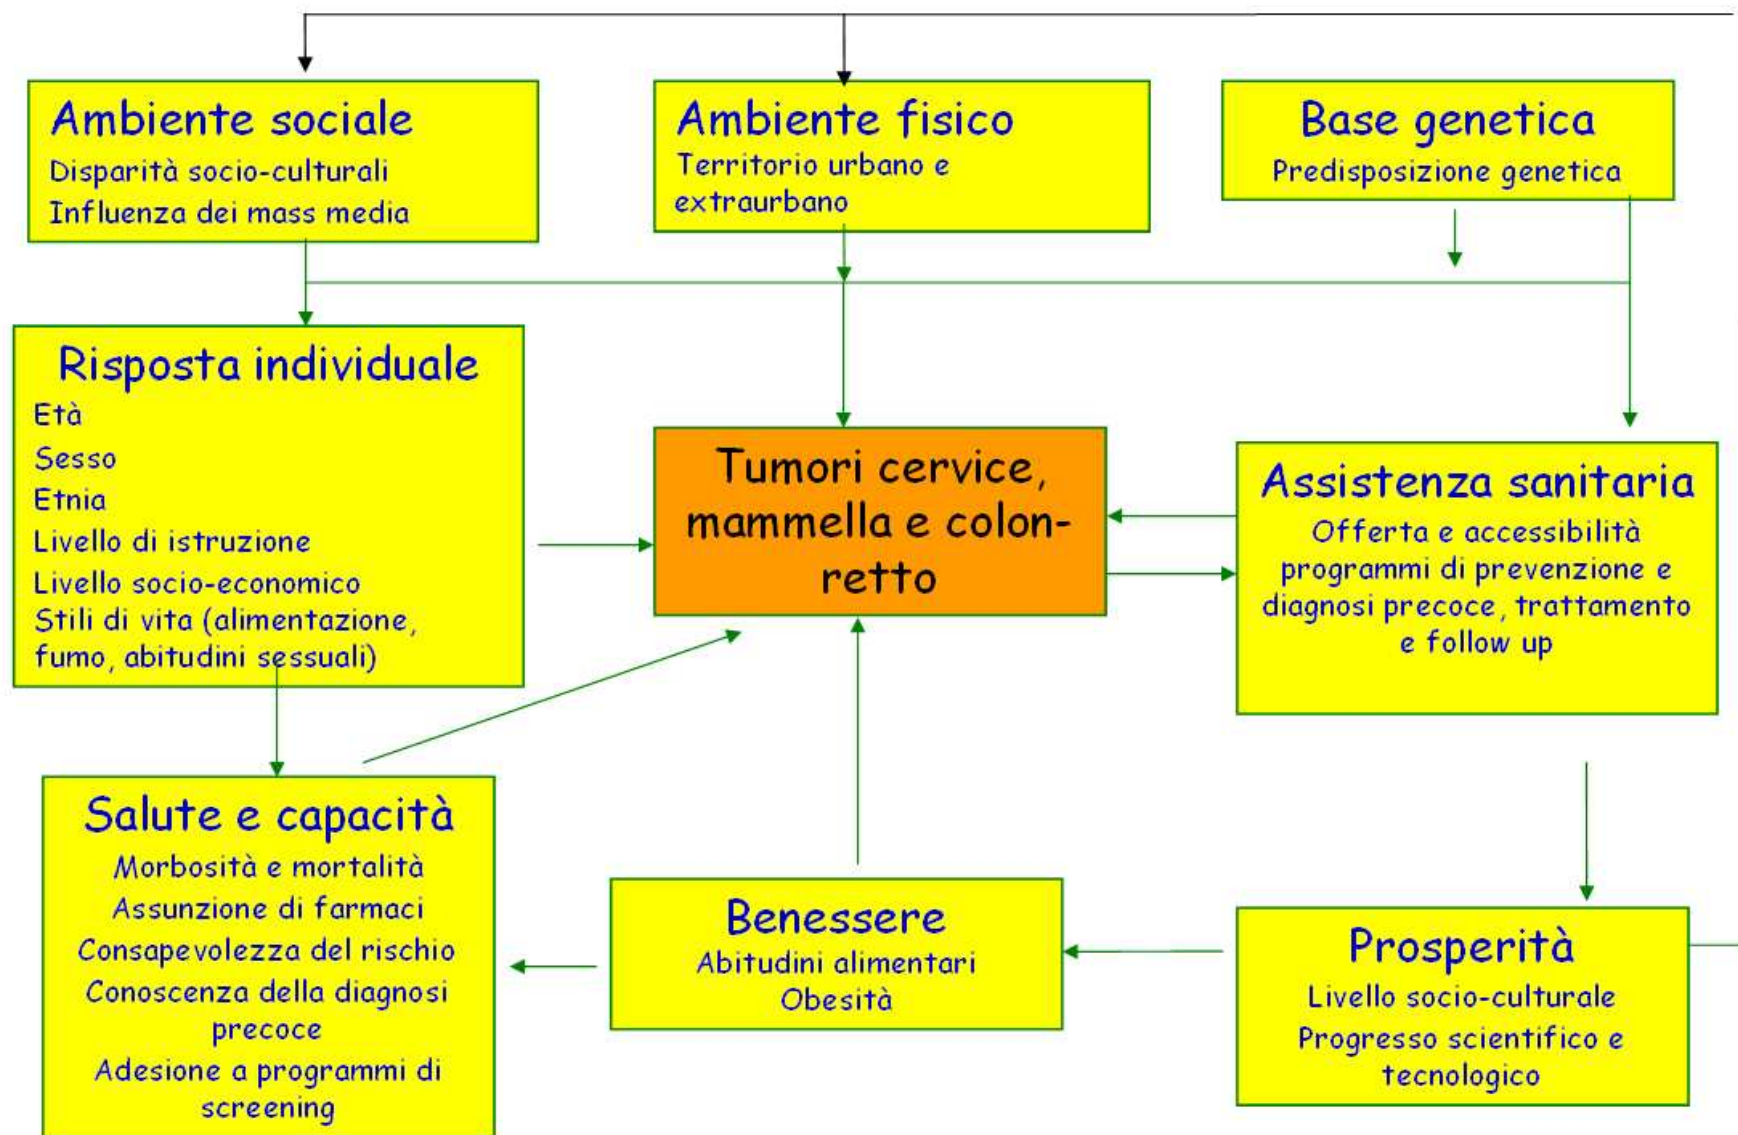 Ambiente sociale
Disparità socio-culturali
Influenza dei mass media
Ambiente fisico
Territorio urbano e
extraurbano
Base genetica
Predisposizione genetica
Risposta individuale
Età
Sesso
Etnia
Livello di istruzione
Livello socio-economico
Stili di vita (alimentazione,
fumo, abitudini sessuali)
Tumori cervice,
mammella e colon-
retto
Assistenza sanitaria
Offerta e accessibilità
programmi di prevenzione e
diagnosi precoce, trattamento
e follow up
Salute e capacità
Morbosità e mortalità
Assunzione di farmaci
Consapevolezza del rischio
Conoscenza della diagnosi
precoce
Adesione a programmi di
screening
Benessere
Abitudini alimentari
Obesità
Prosperità
Livello socio-culturale
Progresso scientifico e
tecnologico